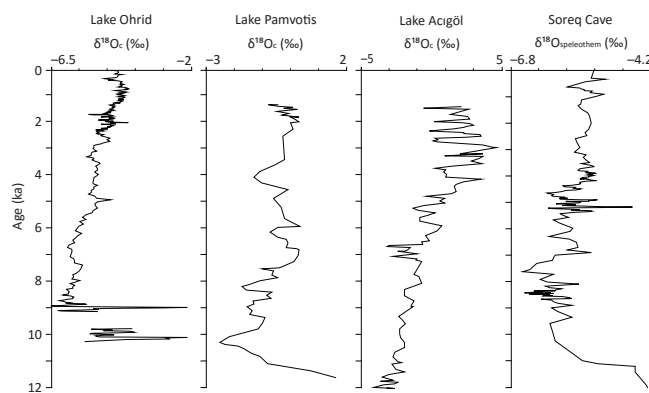 Lake Ohrid
Lake Pamvotis
Lake Acıgöl
Soreq Cave
δ¹⁸Oc (‰)
δ¹⁸Oc (‰)
δ¹⁸Oc (‰)
δ¹⁸Ospeleothem (‰)
−6.5 −2
−3 2
−5 5
−6.8 −4.2
0
2
4
6
8
10
12
Age (ka)